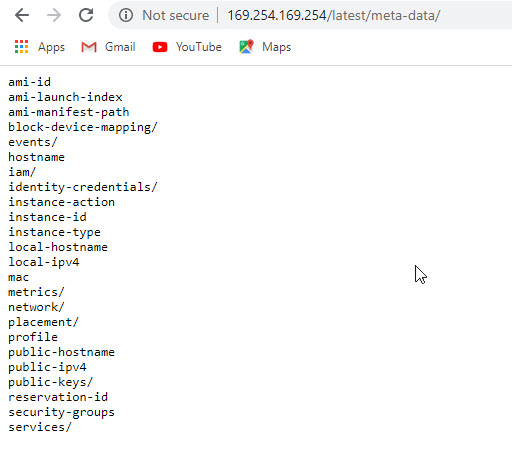 Not secure | 169.254.169.254/latest/meta-data/
Apps Gmail YouTube Maps
ami-id
ami-launch-index
ami-manifest-path
block-device-mapping/
events/
hostname
iam/
identity-credentials/
instance-action
instance-id
instance-type
local-hostname
local-ipv4
mac
metrics/
network/
placement/
profile
public-hostname
public-ipv4
public-keys/
reservation-id
security-groups
services/